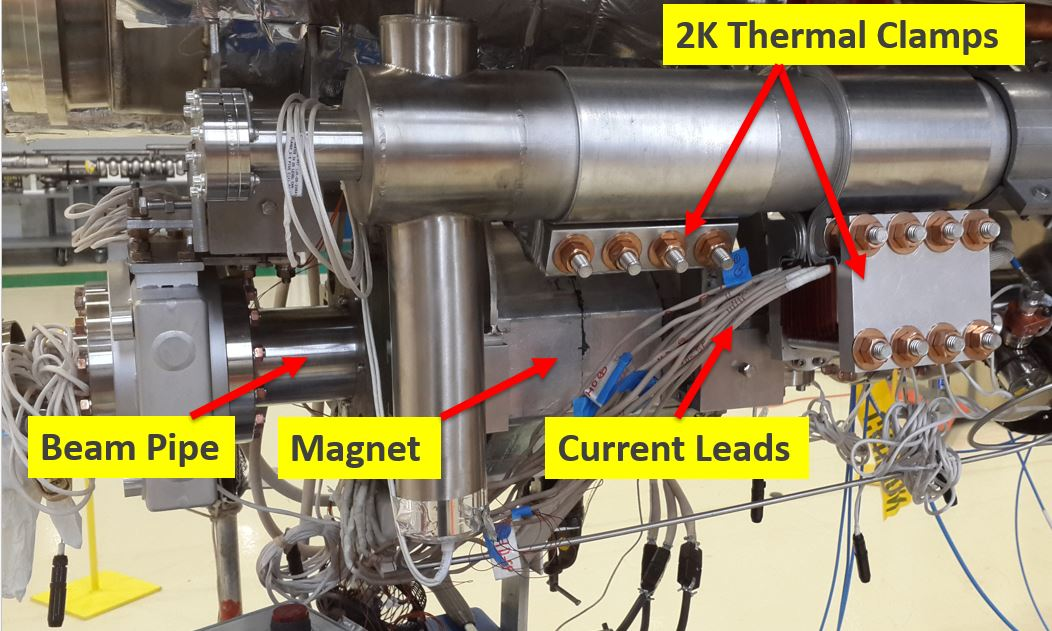 2K Thermal Clamps
Beam Pipe
Magnet
Current Leads